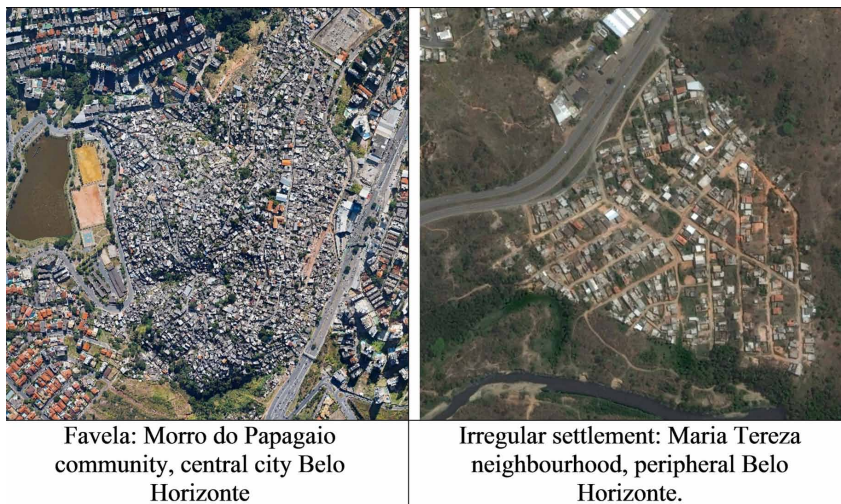 Favela: Morro do Papagaio
community, central city Belo
Horizonte
Irregular settlement: Maria Tereza
neighbourhood, peripheral Belo
Horizonte.